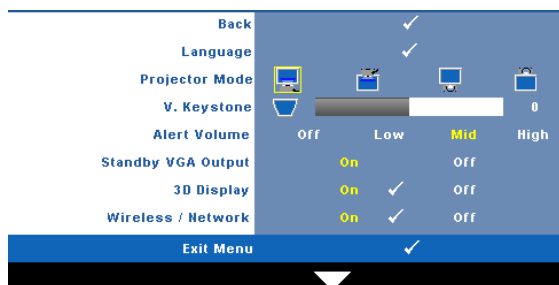 Back
Language
Projector Mode
V. Keystone 0
Alert Volume Off Low Mid High
Standby VGA Output On Off
3D Display On Off
Wireless / Network On Off
Exit Menu